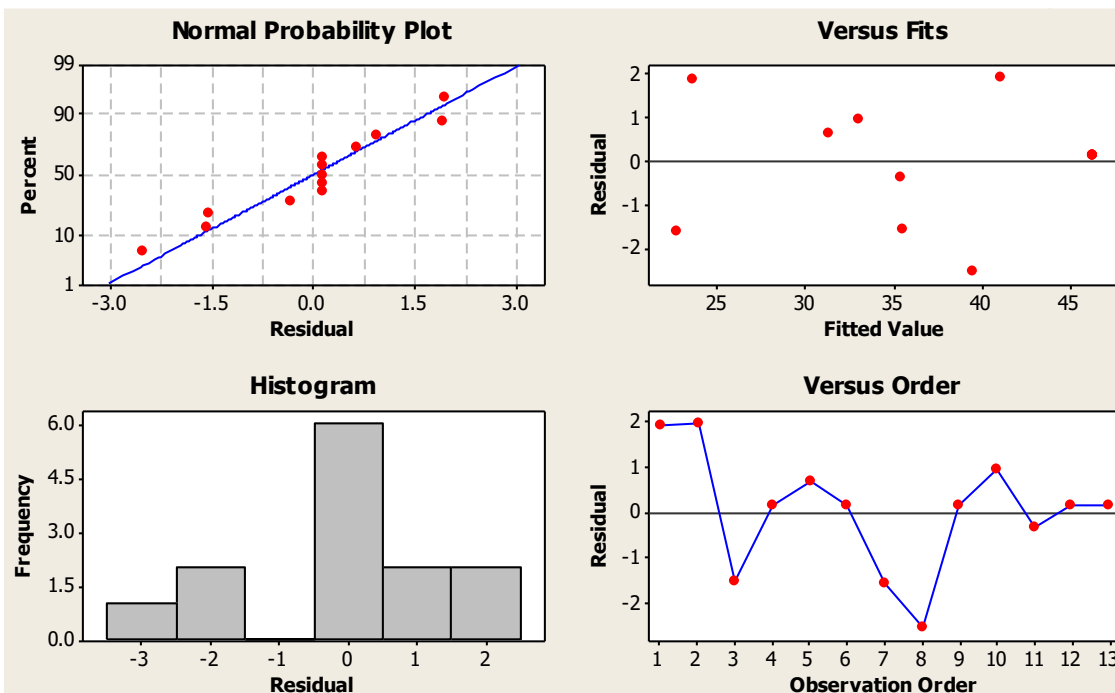 Normal Probability Plot
99
90
50
10
1
Percent
-3.0 -1.5 0.0 1.5 3.0
Residual
Versus Fits
2
1
0
-1
-2
Residual
25 30 35 40 45
Fitted Value
Histogram
6.0
4.5
3.0
1.5
0.0
Frequency
-3 -2 -1 0 1 2
Residual
Versus Order
2
1
0
-1
-2
Residual
1 2 3 4 5 6 7 8 9 10 11 12 13
Observation Order